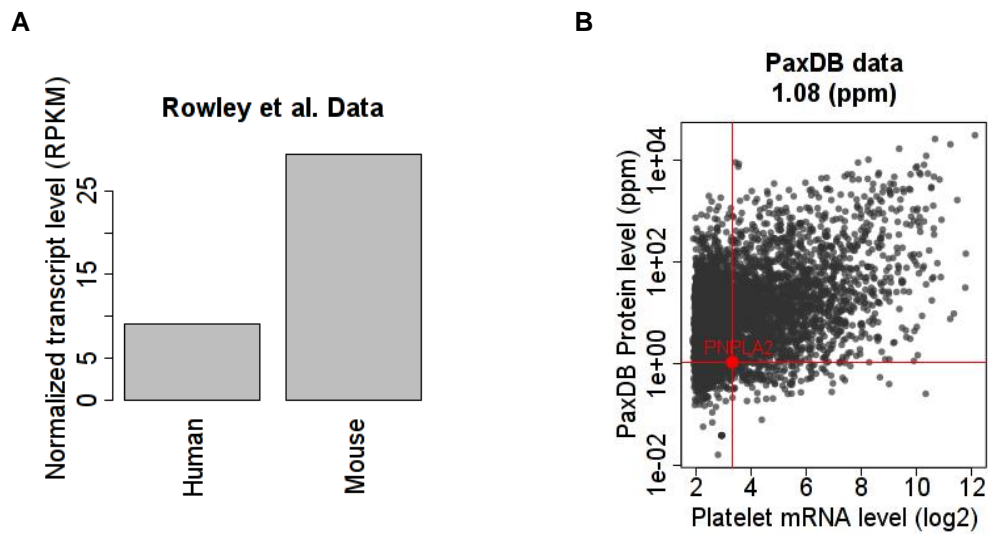 A
Rowley et al. Data
Normalized transcript level (RPKM)
0
5
15
25
Human
Mouse
B
PaxDB data
1.08 (ppm)
PaxDB Protein level (ppm)
1e-02
1e+00
1e+02
1e+04
PNPLA2
2
4
6
8
10
12
Platelet mRNA level (log2)